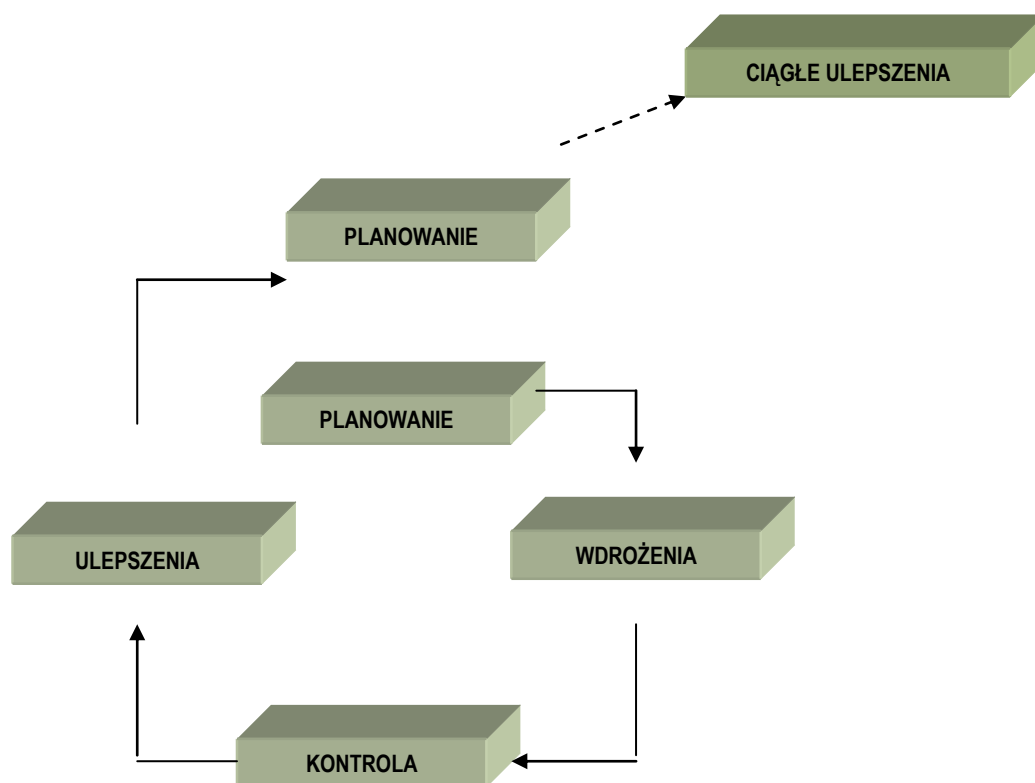 CIĄGŁE ULEPSZENIA
PLANOWANIE
PLANOWANIE
ULEPSZENIA
WDROŻENIA
KONTROLA